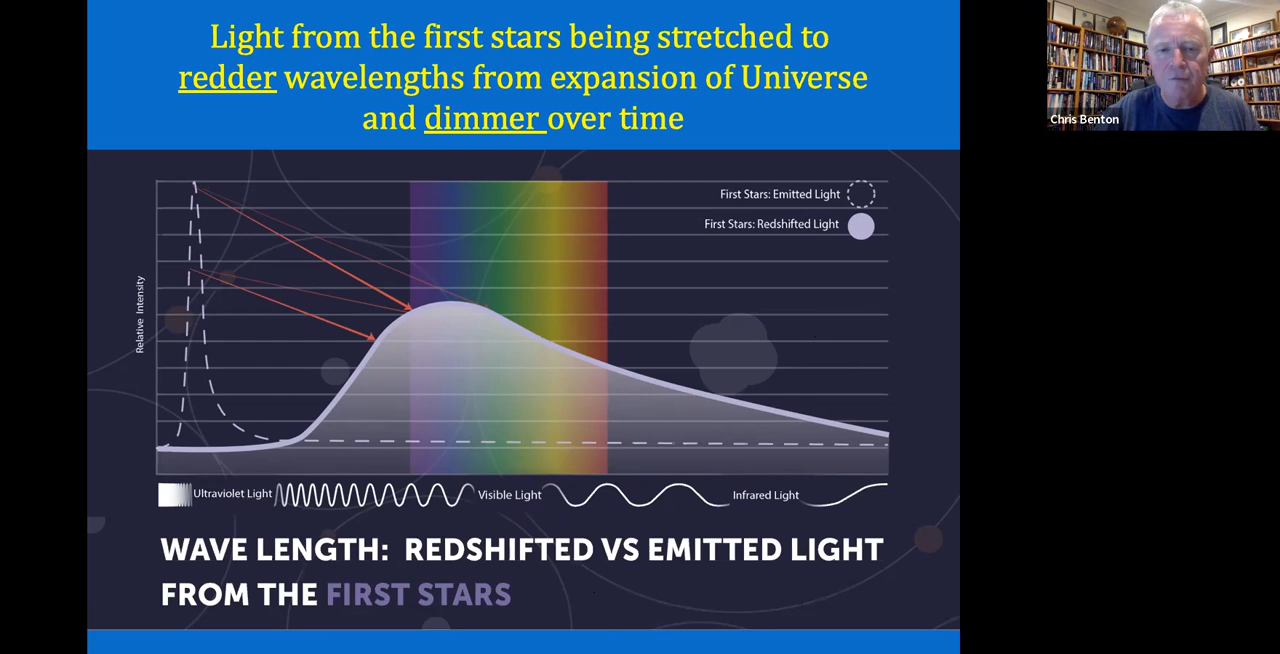 Light from the first stars being stretched to
redder wavelengths from expansion of Universe
and dimmer over time
Chris Benton
First Stars: Emitted Light
First Stars: Redshifted Light
Relative Intensity
Ultraviolet Light
Visible Light
Infrared Light
WAVE LENGTH: REDSHIFTED VS EMITTED LIGHT
FROM THE FIRST STARS